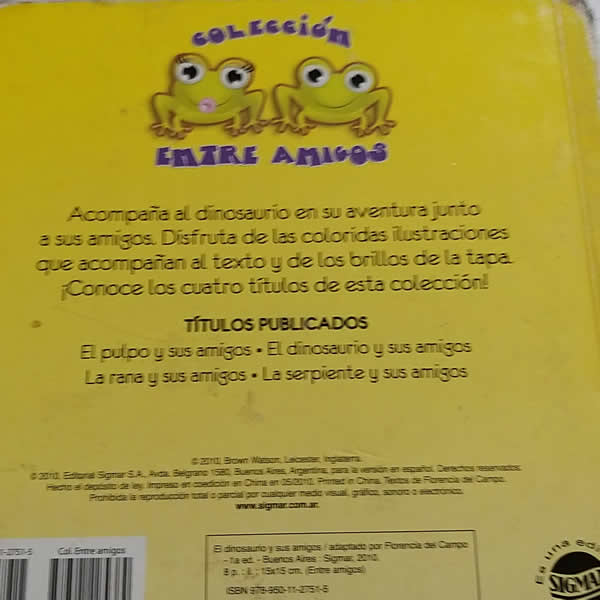 COLECCIÓN
ENTRE AMIGOS
Acompaña al dinosaurio en su aventura junto
a sus amigos. Disfruta de las coloridas ilustraciones
que acompañan al texto y de los brillos de la tapa.
¡Conoce los cuatro títulos de esta colección!
TÍTULOS PUBLICADOS
El pulpo y sus amigos • El dinosaurio y sus amigos
La rana y sus amigos • La serpiente y sus amigos
© 2010, Brown Watson, Leicester, Inglaterra.
© 2010, Editorial Sigmar S.A., Avda. Belgrano 1580, Buenos Aires, Argentina, para la versión en español. Derechos reservados.
Hecho el depósito de ley. Impreso en coedición en China en 05/2010. Printed in China. Textos de Florencia del Campo.
Prohibida la reproducción total o parcial por cualquier medio visual, gráfico, sonoro o electrónico.
www.sigmar.com.ar
1-2751-5
Col. Entre amigos
El dinosaurio y sus amigos / adaptado por Florencia del Campo
- 1a ed. - Buenos Aires : Sigmar, 2010.
8 p. : il. ; 15x15 cm. (Entre amigos)
ISBN 978-950-11-2751-5
Es una edi
SIGMA